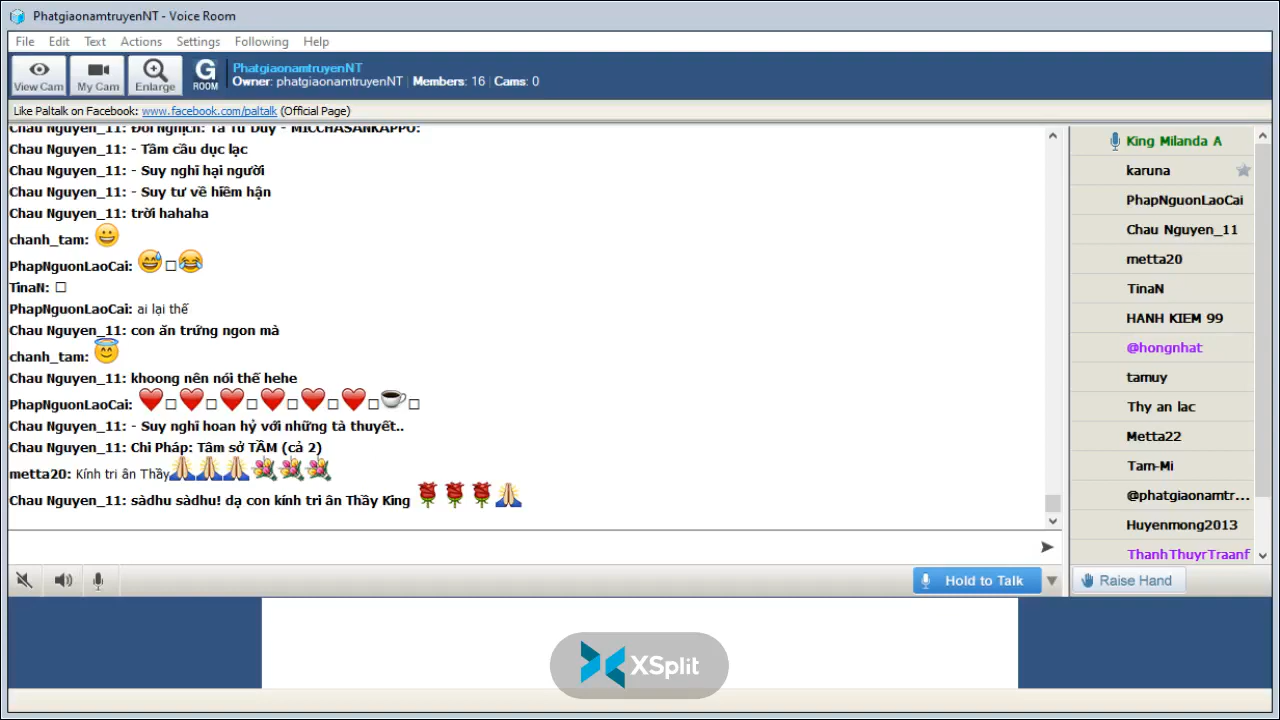 PhatgiaonamtruyenNT - Voice Room
File Edit Text Actions Settings Following Help
View Cam
My Cam
Enlarge
G ROOM
PhatgiaonamtruyenNT
Owner: phatgiaonamtruyenNT | Members: 16 | Cams: 0
Like Paltalk on Facebook: www.facebook.com/paltalk (Official Page)
Chau Nguyen_11: Đối Nghịch: Tà Tư Duy - MICCHASANKAPPO:
Chau Nguyen_11: - Tầm cầu dục lạc
Chau Nguyen_11: - Suy nghĩ hại người
Chau Nguyen_11: - Suy tư về hiềm hận
Chau Nguyen_11: trời hahaha
chanh_tam: 😀
PhapNguonLaoCai: 😅□😂
TinaN: □
PhapNguonLaoCai: ai lại thế
Chau Nguyen_11: con ăn trứng ngon mà
chanh_tam: 😇
Chau Nguyen_11: khoong nên nói thế hehe
PhapNguonLaoCai: ❤□❤□❤□❤□❤□❤□☕□
Chau Nguyen_11: - Suy nghĩ hoan hỷ với những tà thuyết..
Chau Nguyen_11: Chi Pháp: Tâm sở TẦM (cả 2)
metta20: Kính tri ân Thầy🙏🙏🙏💐💐💐
Chau Nguyen_11: sàdhu sàdhu! dạ con kính tri ân Thầy King 🌹🌹🌹🙏
King Milanda A
karuna
PhapNguonLaoCai
Chau Nguyen_11
metta20
TinaN
HANH KIEM 99
@hongnhat
tamuy
Thy an lac
Metta22
Tam-Mi
@phatgiaonamtr...
Huyenmong2013
ThanhThuyrTraanf
Hold to Talk
Raise Hand
XSplit